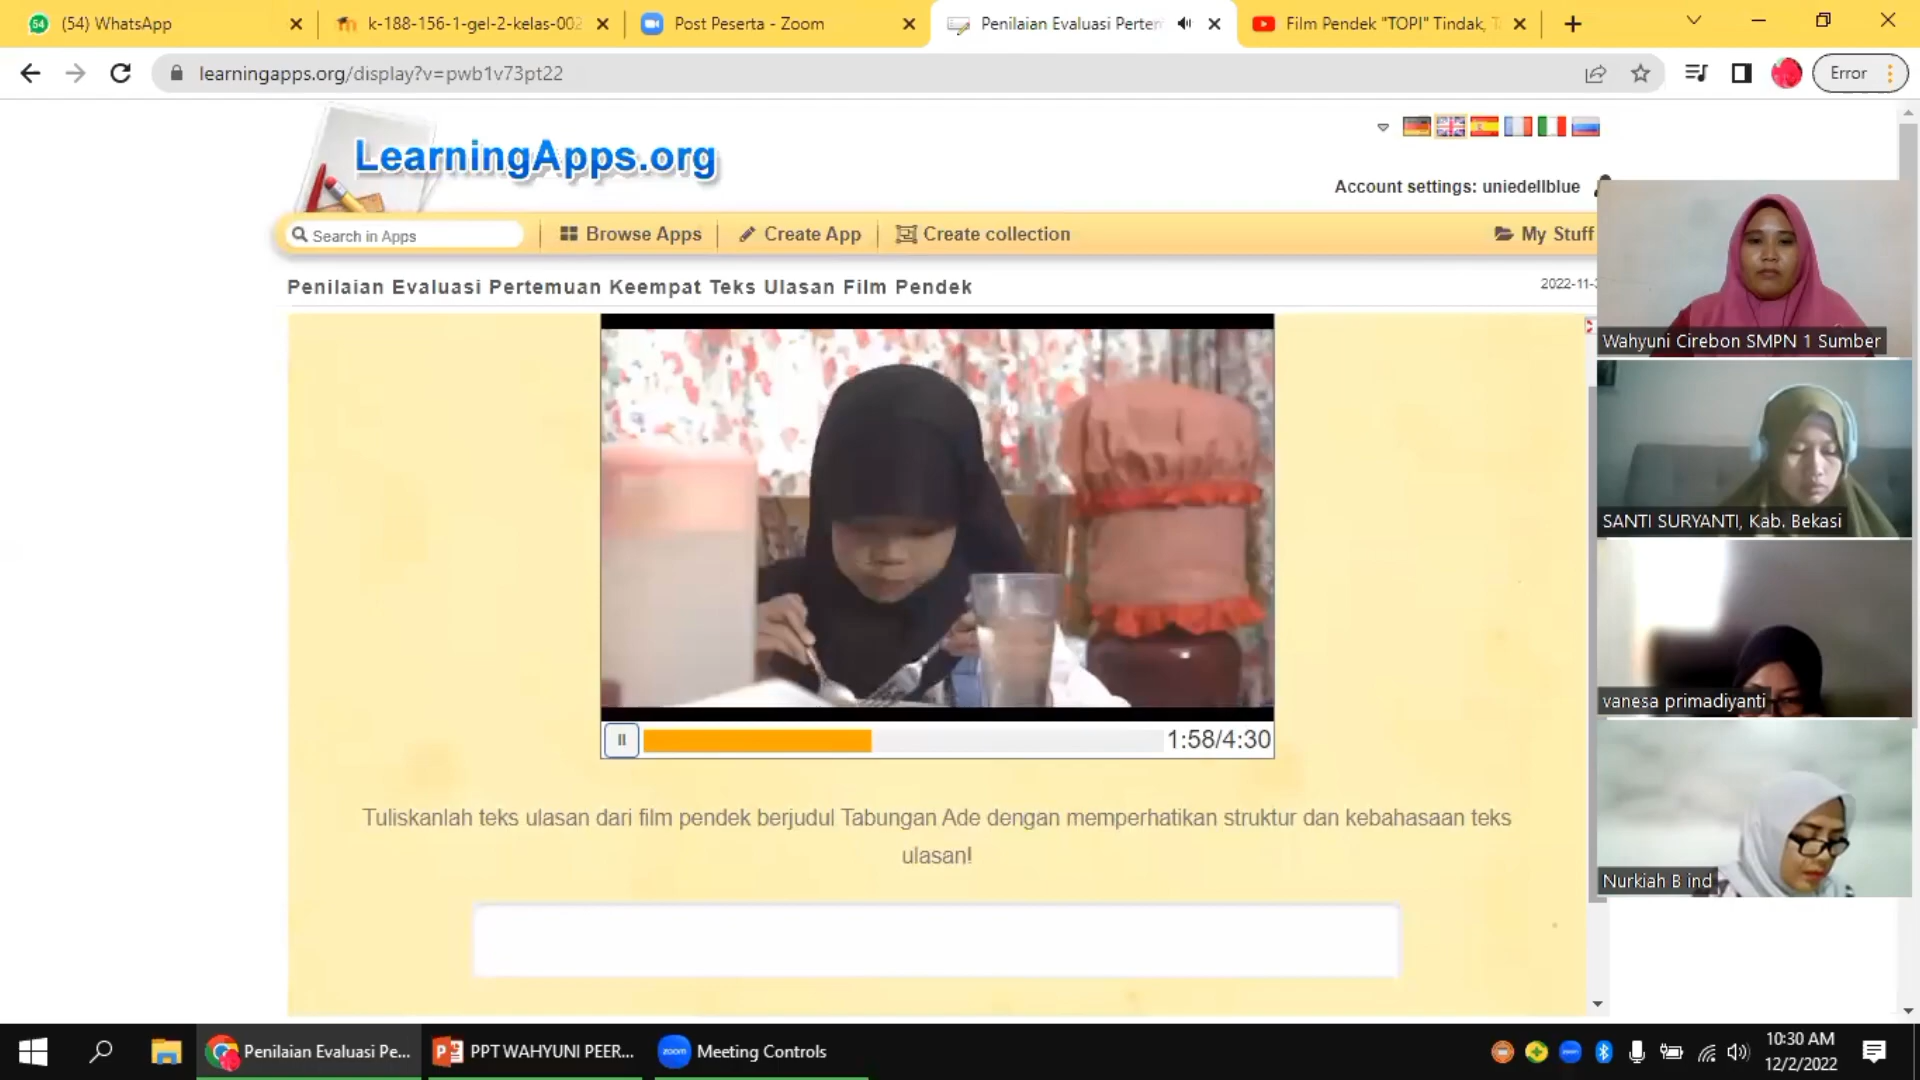 (54) WhatsApp
k-188-156-1-gel-2-kelas-002
Post Peserta - Zoom
Penilaian Evaluasi Perten
Film Pendek "TOPI" Tindak,
learningapps.org/display?v=pwb1v73pt22
Error
LearningApps.org
Account settings: uniedellblue
Search in Apps
Browse Apps
Create App
Create collection
My Stuff
Penilaian Evaluasi Pertemuan Keempat Teks Ulasan Film Pendek
2022-11-
1:58/4:30
Tuliskanlah teks ulasan dari film pendek berjudul Tabungan Ade dengan memperhatikan struktur dan kebahasaan teks
ulasan!
Wahyuni Cirebon SMPN 1 Sumber
SANTI SURYANTI, Kab. Bekasi
vanesa primadiyanti
Nurkiah B ind
Penilaian Evaluasi Pe...
PPT WAHYUNI PEER...
zoom
Meeting Controls
10:30 AM
12/2/2022